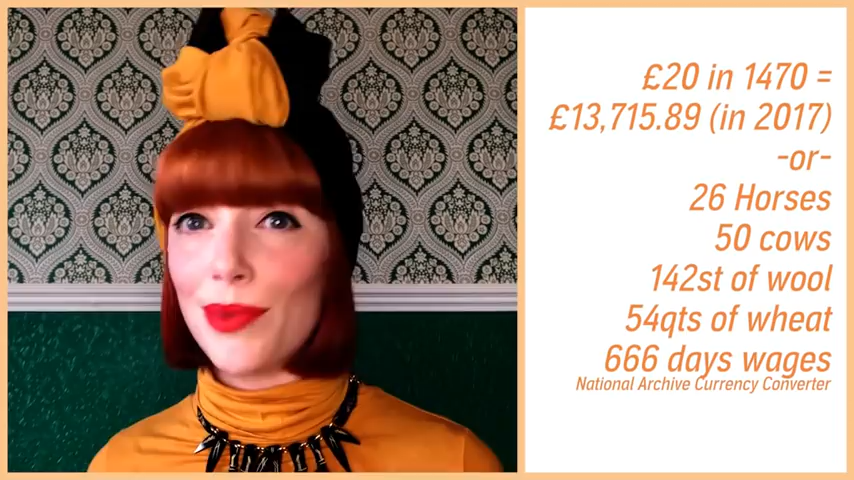 £20 in 1470 =
£13,715.89 (in 2017)
-or-
26 Horses
50 cows
142st of wool
54qts of wheat
666 days wages
National Archive Currency Converter